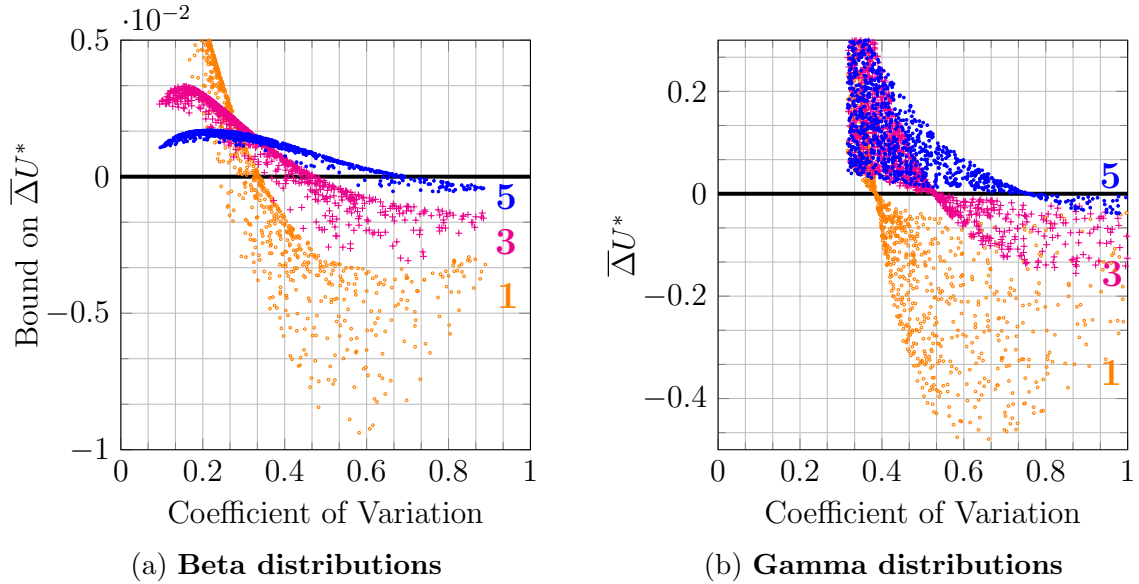 ·10⁻²
0.5
0
−0.5
−1
Bound on Δ̅U*
5
3
1
0 0.2 0.4 0.6 0.8 1
Coefficient of Variation
(a) Beta distributions
0.2
0
−0.2
−0.4
Δ̅U*
5
3
1
0 0.2 0.4 0.6 0.8 1
Coefficient of Variation
(b) Gamma distributions